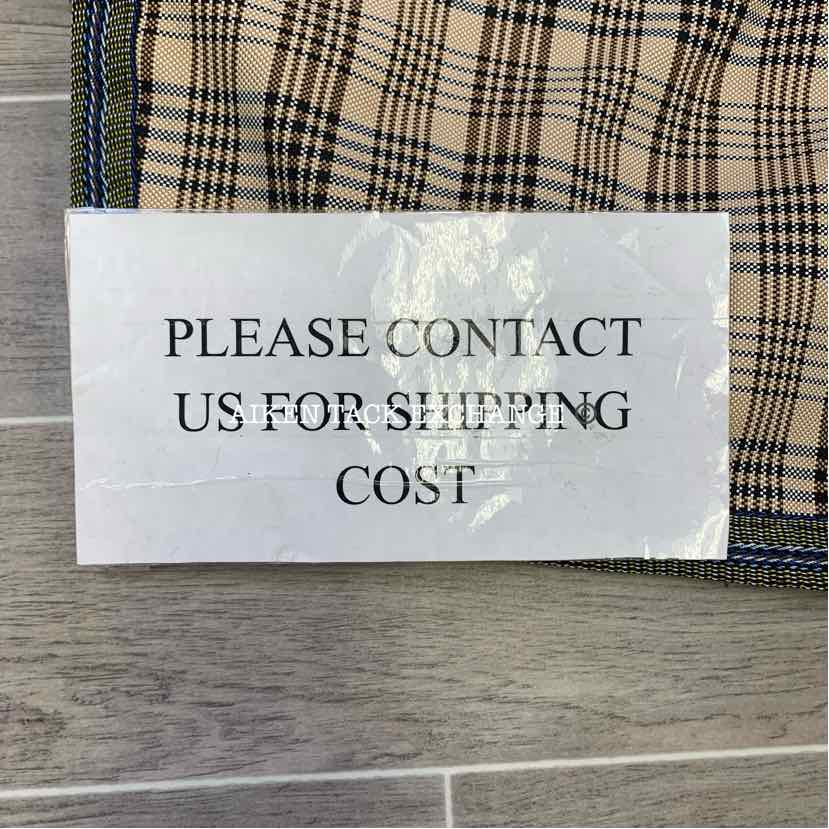 PLEASE CONTACT
US FOR SHIPPING
AIKEN TACK EXCHANGE
COST